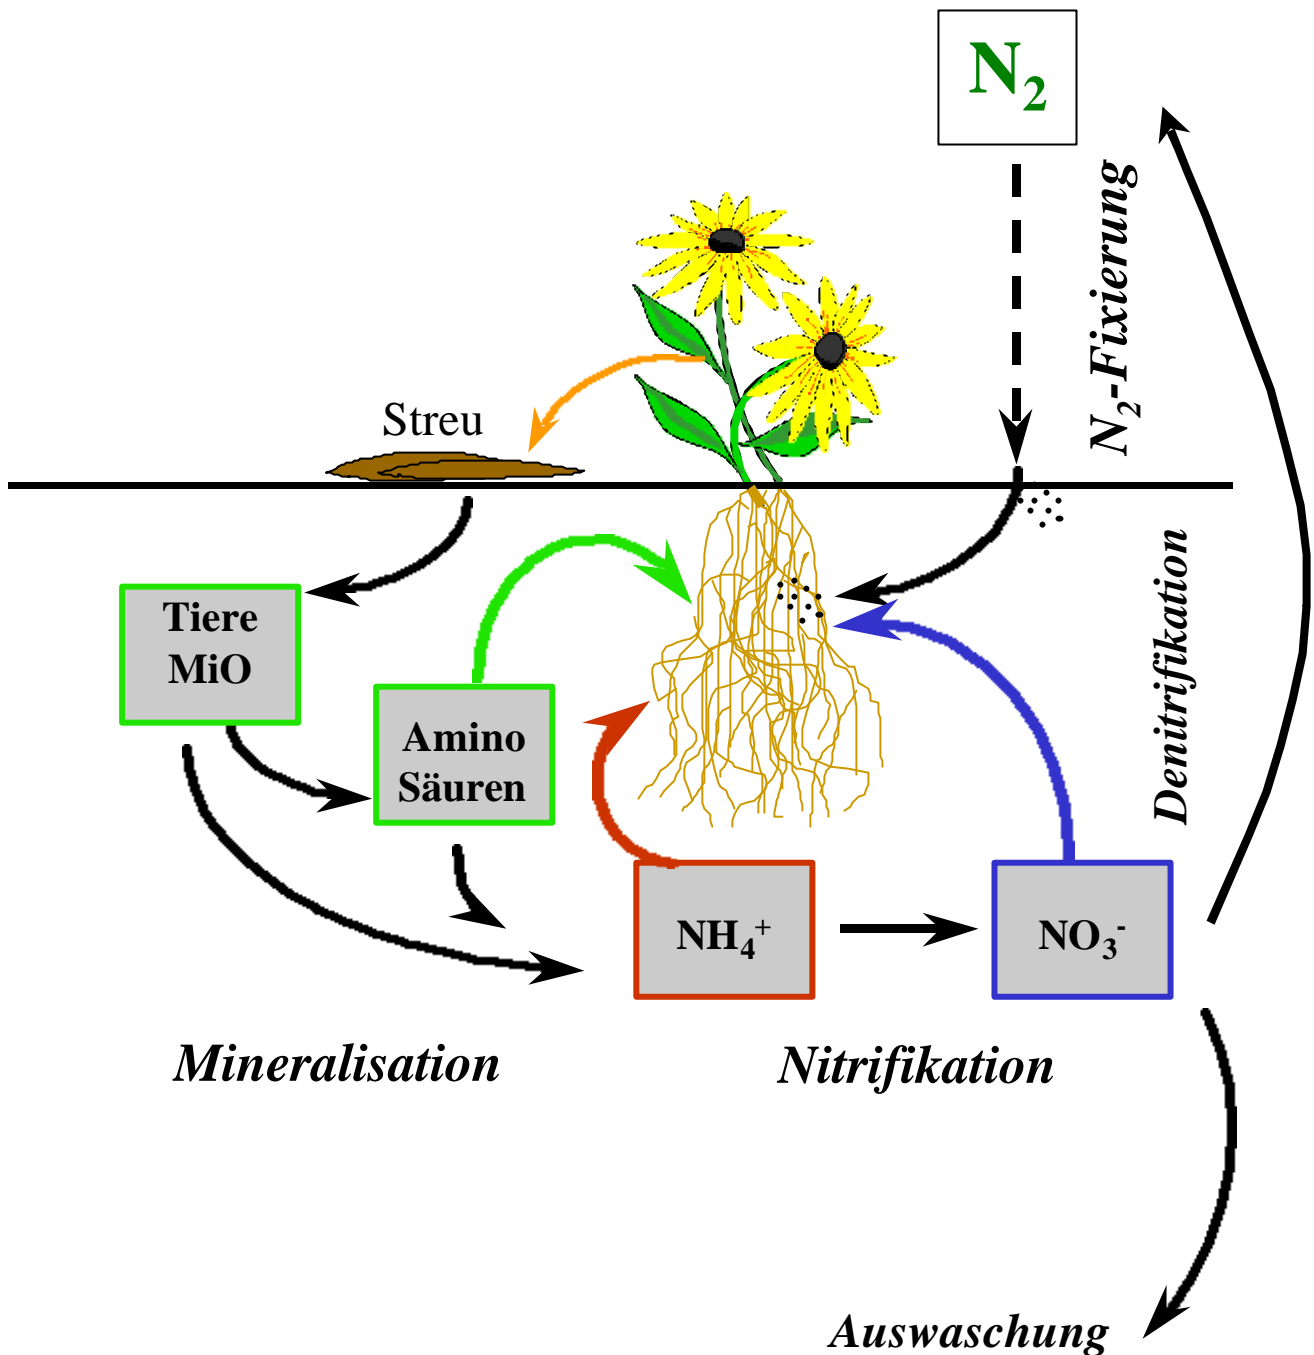 N₂
N₂-Fixierung
Streu
Denitrifikation
Tiere
MiO
Amino
Säuren
NH₄⁺
NO₃⁻
Mineralisation
Nitrifikation
Auswaschung